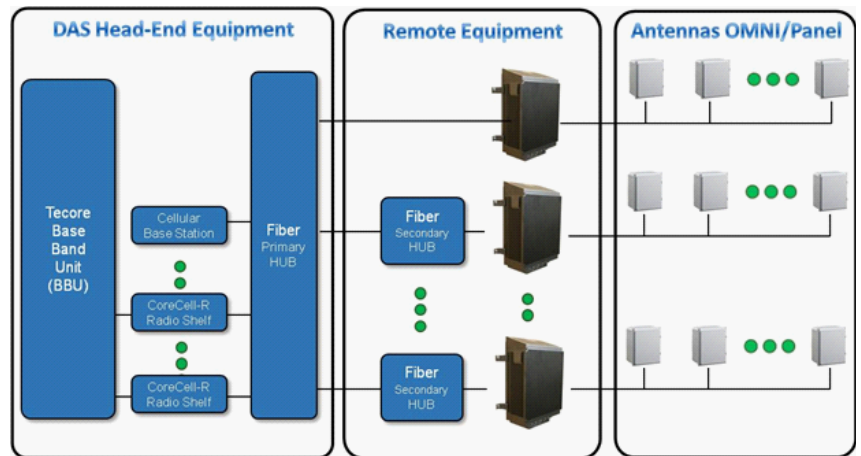 DAS Head-End Equipment
Remote Equipment
Antennas OMNI/Panel
Tecore
Base
Band
Unit
(BBU)
Cellular
Base Station
CoreCell-R
Radio Shelf
CoreCell-R
Radio Shelf
Fiber
Primary
HUB
Fiber
Secondary
HUB
Fiber
Secondary
HUB